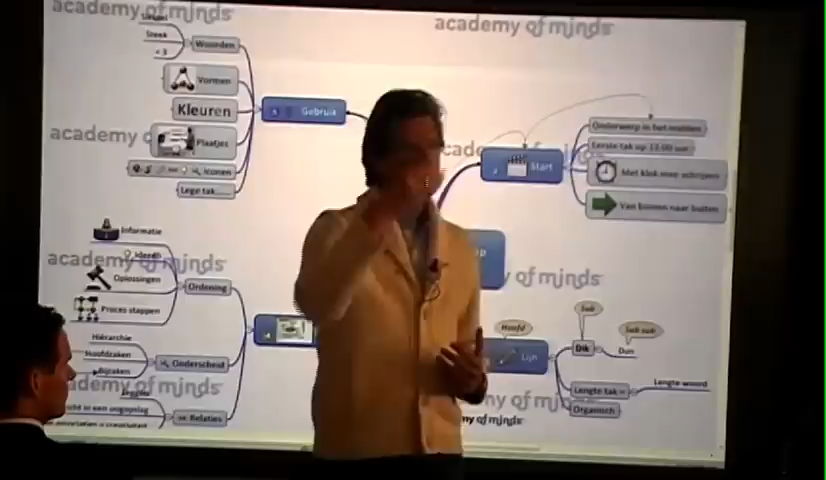 academy of minds
academy of minds
Steek
< 3
Woorden
Vormen
Kleuren
Gebruik
Plaatjes
Iconen
Lege tak....
academy
Onderwerp in het midden
Eerste tak op 13:00 uur
Start
Met klok mee schrijven
Van binnen naar buiten
Informatie
Ideeën
Oplossingen
Proces stappen
Ordening
academy of minds
y of minds
Hiërarchie
Hoofdzaken
Bijzaken
Onderscheid
Relaties
academy of minds
Hoofd
Sub
Sub sub
Lijn
Dik
Dun
Lengte tak =
Lengte woord
Organisch
my of minds
my of minds